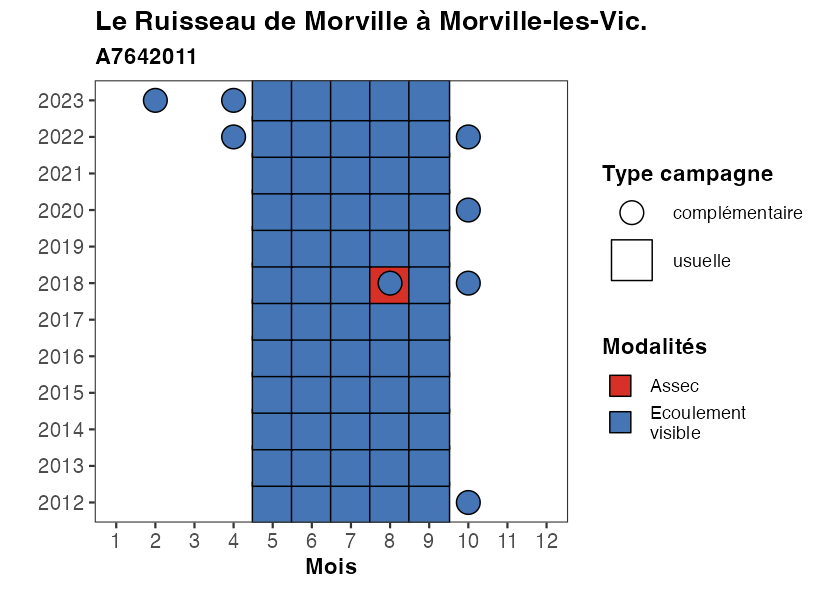 Le Ruisseau de Morville à Morville-les-Vic.
A7642011
2023
2022
2021
2020
2019
2018
2017
2016
2015
2014
2013
2012
1 2 3 4 5 6 7 8 9 10 11 12
Mois
Type campagne
complémentaire
usuelle
Modalités
Assec
Ecoulement
visible